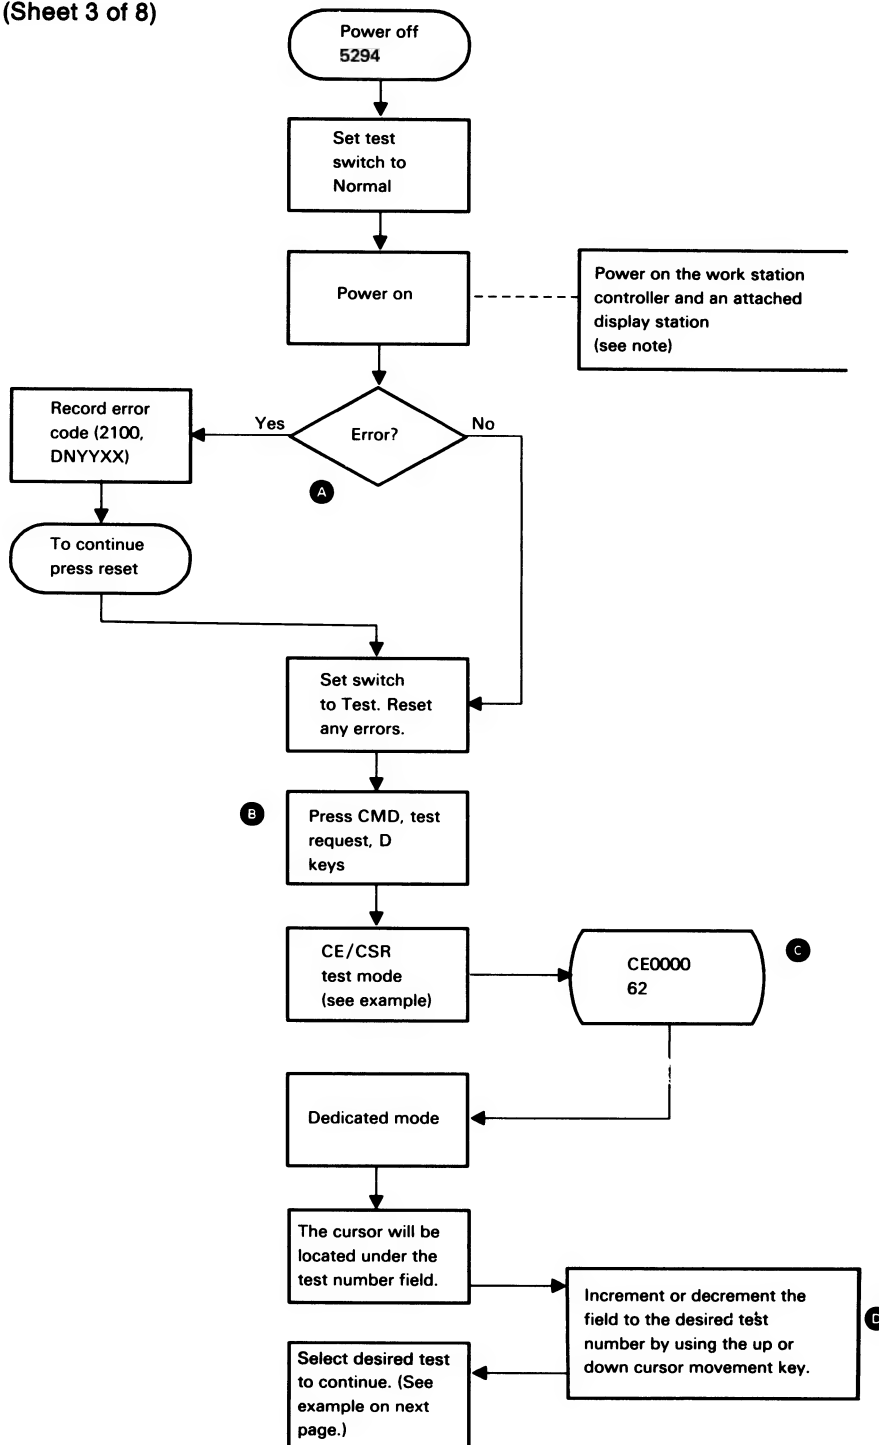 (Sheet 3 of 8)
Power off
5294
Set test
switch to
Normal
Power on
Power on the work station
controller and an attached
display station
(see note)
Record error
code (2100,
DNYYXX)
Yes
Error?
No
A
To continue
press reset
Set switch
to Test. Reset
any errors.
B
Press CMD, test
request, D
keys
CE/CSR
test mode
(see example)
CE0000
62
C
Dedicated mode
The cursor will be
located under the
test number field.
Increment or decrement the
field to the desired test
number by using the up or
down cursor movement key.
D
Select desired test
to continue. (See
example on next
page.)